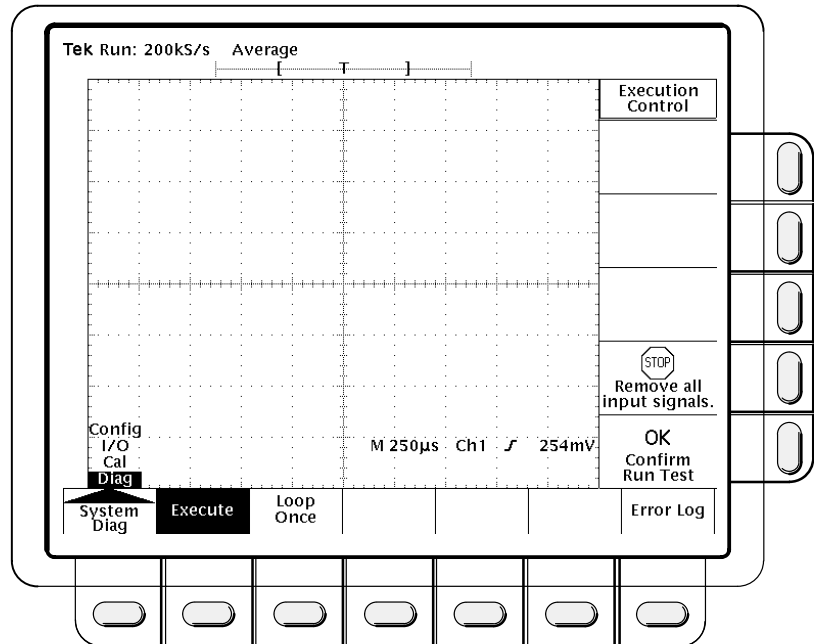 Tek Run: 200kS/s Average
[ T ]
Execution
Control
STOP
Remove all
input signals.
OK
Confirm
Run Test
Config
I/O
Cal
Diag
M 250µs Ch1 254mV
System
Diag
Execute
Loop
Once
Error Log